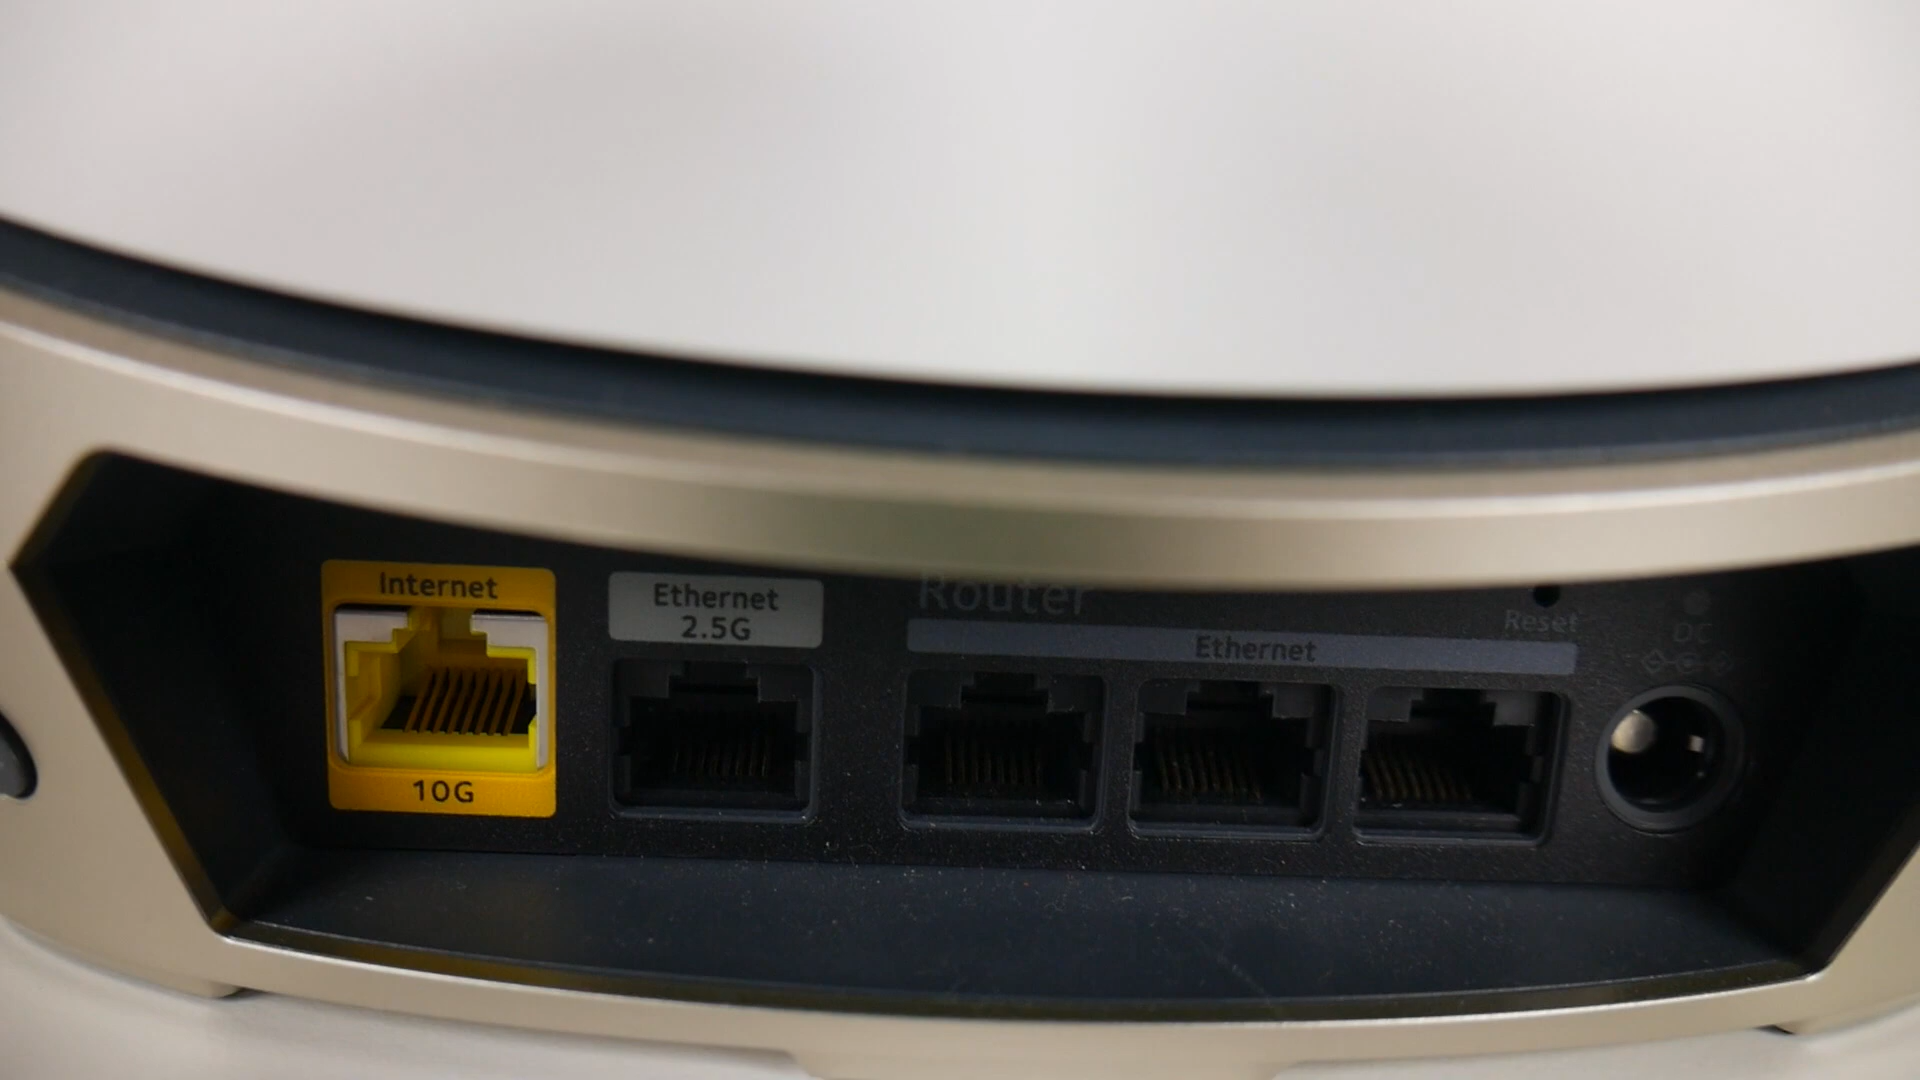 Internet
10G
Ethernet
2.5G
Router
Ethernet
Reset
DC